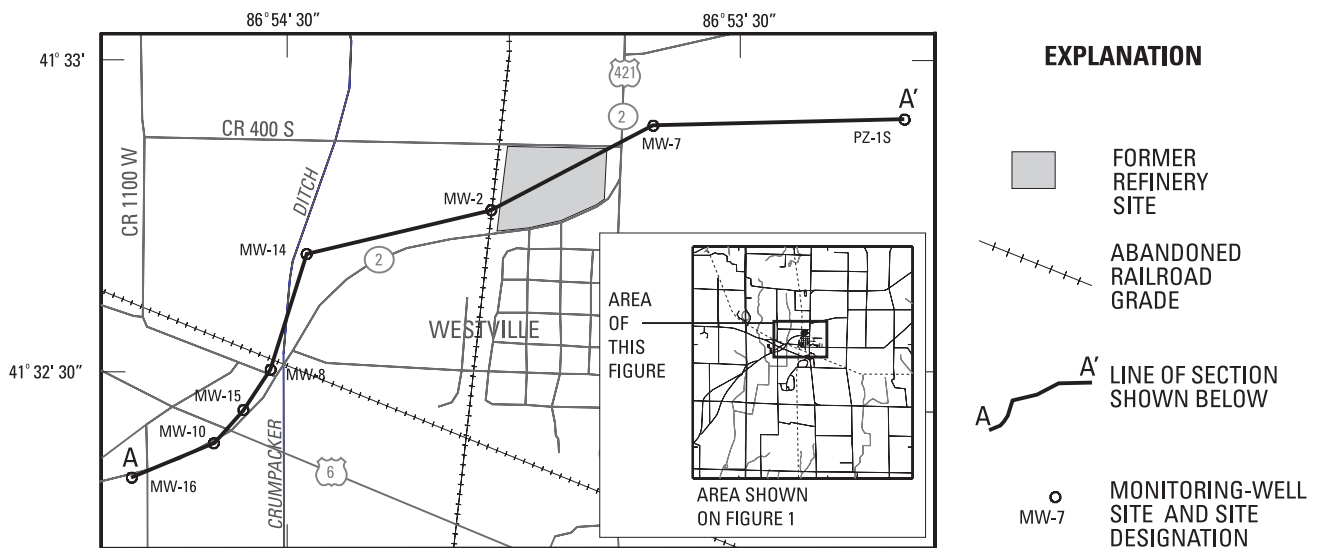 86° 54' 30"
86° 53' 30"
41° 33'
421
2
A'
CR 400 S
MW-7
PZ-1S
CR 1100 W
DITCH
MW-2
MW-14
2
WESTVILLE
41° 32' 30"
MW-8
MW-15
MW-10
A
MW-16
CRUMPACKER
6
AREA
OF
THIS
FIGURE
AREA SHOWN
ON FIGURE 1
EXPLANATION
FORMER
REFINERY
SITE
ABANDONED
RAILROAD
GRADE
A
A'
LINE OF SECTION
SHOWN BELOW
MW-7
MONITORING-WELL
SITE AND SITE
DESIGNATION